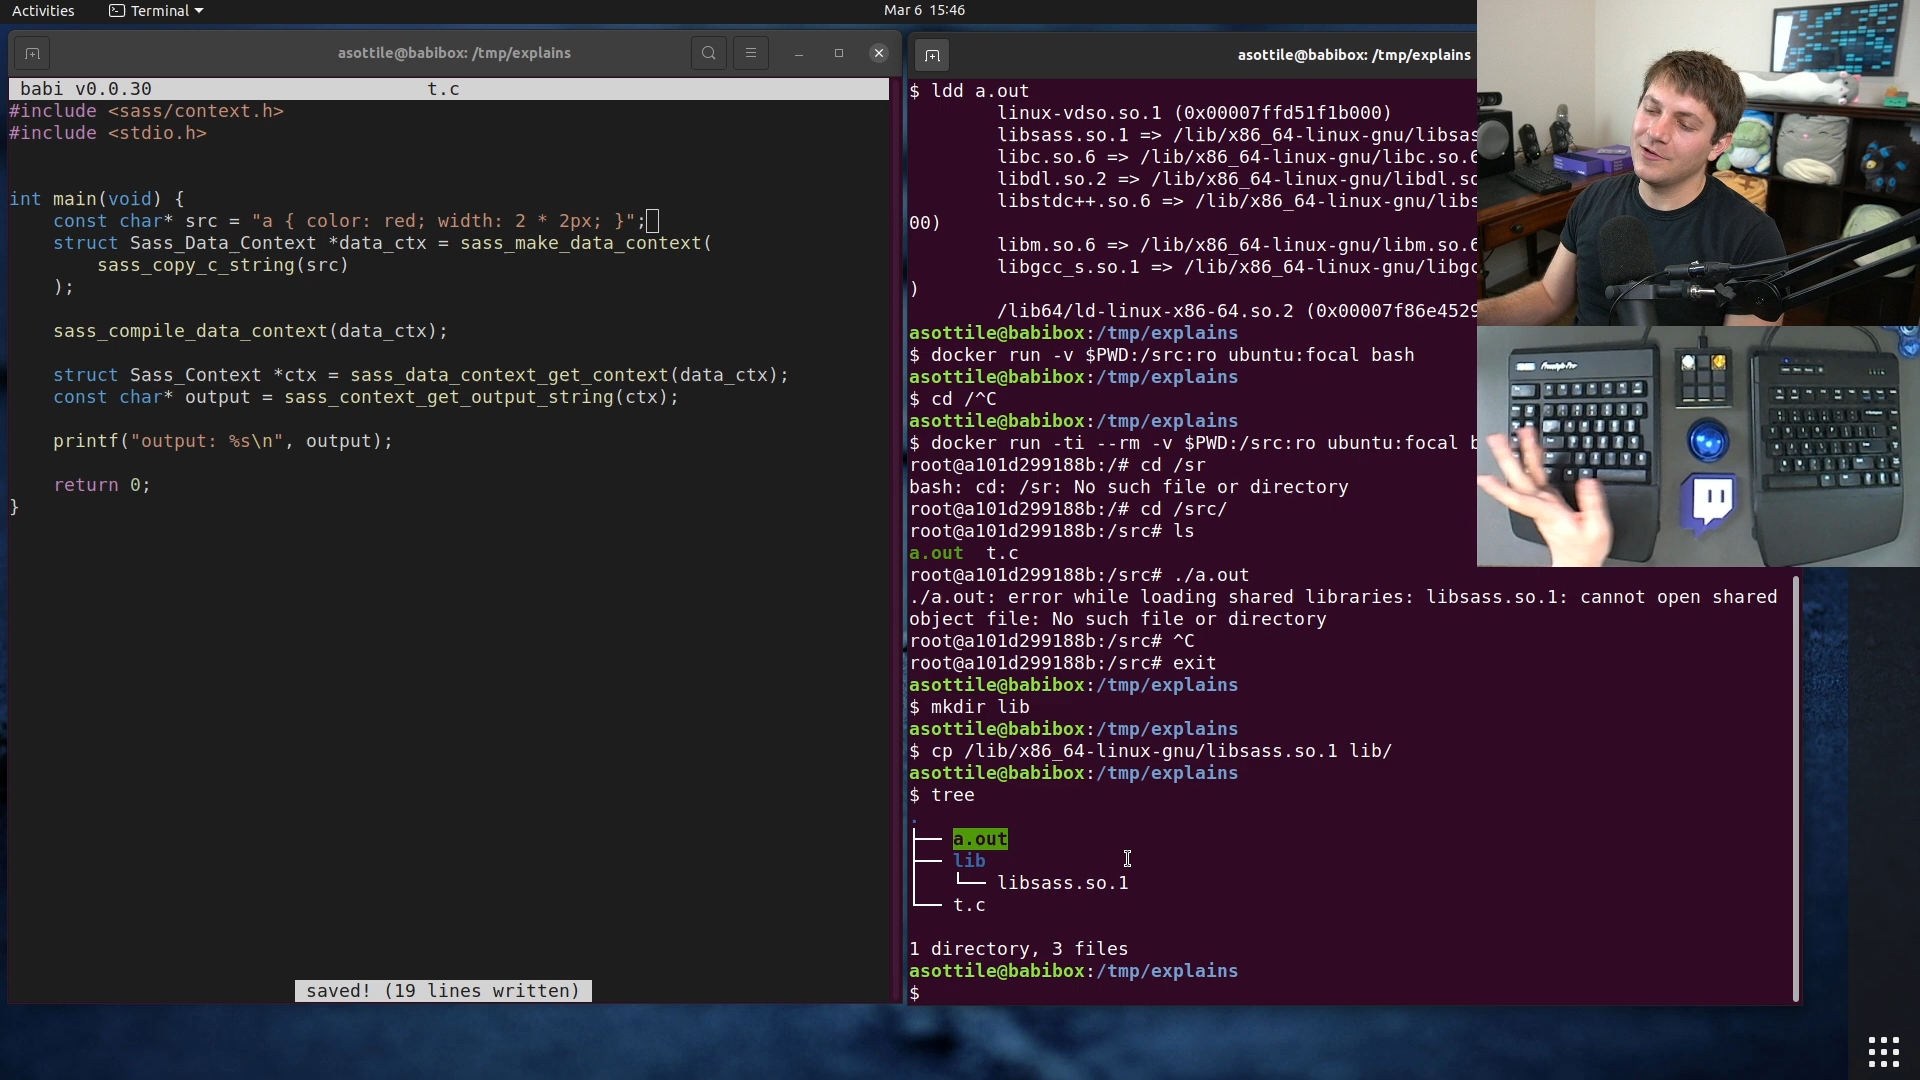 Activities
Terminal
Mar 6 15:46
asottile@babibox: /tmp/explains
babi v0.0.30 t.c
#include <sass/context.h>
#include <stdio.h>
int main(void) {
const char* src = "a { color: red; width: 2 * 2px; }";
struct Sass_Data_Context *data_ctx = sass_make_data_context(
sass_copy_c_string(src)
);
sass_compile_data_context(data_ctx);
struct Sass_Context *ctx = sass_data_context_get_context(data_ctx);
const char* output = sass_context_get_output_string(ctx);
printf("output: %s\n", output);
return 0;
}
saved! (19 lines written)
asottile@babibox: /tmp/explains
$ ldd a.out
linux-vdso.so.1 (0x00007ffd51f1b000)
libsass.so.1 => /lib/x86_64-linux-gnu/libsas
libc.so.6 => /lib/x86_64-linux-gnu/libc.so.6
libdl.so.2 => /lib/x86_64-linux-gnu/libdl.so
libstdc++.so.6 => /lib/x86_64-linux-gnu/libs
00)
libm.so.6 => /lib/x86_64-linux-gnu/libm.so.6
libgcc_s.so.1 => /lib/x86_64-linux-gnu/libgc
)
/lib64/ld-linux-x86-64.so.2 (0x00007f86e4529
asottile@babibox:/tmp/explains
$ docker run -v $PWD:/src:ro ubuntu:focal bash
asottile@babibox:/tmp/explains
$ cd /^C
asottile@babibox:/tmp/explains
$ docker run -ti --rm -v $PWD:/src:ro ubuntu:focal b
root@a101d299188b:/# cd /sr
bash: cd: /sr: No such file or directory
root@a101d299188b:/# cd /src/
root@a101d299188b:/src# ls
a.out t.c
root@a101d299188b:/src# ./a.out
./a.out: error while loading shared libraries: libsass.so.1: cannot open shared
object file: No such file or directory
root@a101d299188b:/src# ^C
root@a101d299188b:/src# exit
asottile@babibox:/tmp/explains
$ mkdir lib
asottile@babibox:/tmp/explains
$ cp /lib/x86_64-linux-gnu/libsass.so.1 lib/
asottile@babibox:/tmp/explains
$ tree
.
├── a.out
├── lib
│   └── libsass.so.1
└── t.c
1 directory, 3 files
asottile@babibox:/tmp/explains
$
Freestyle Pro